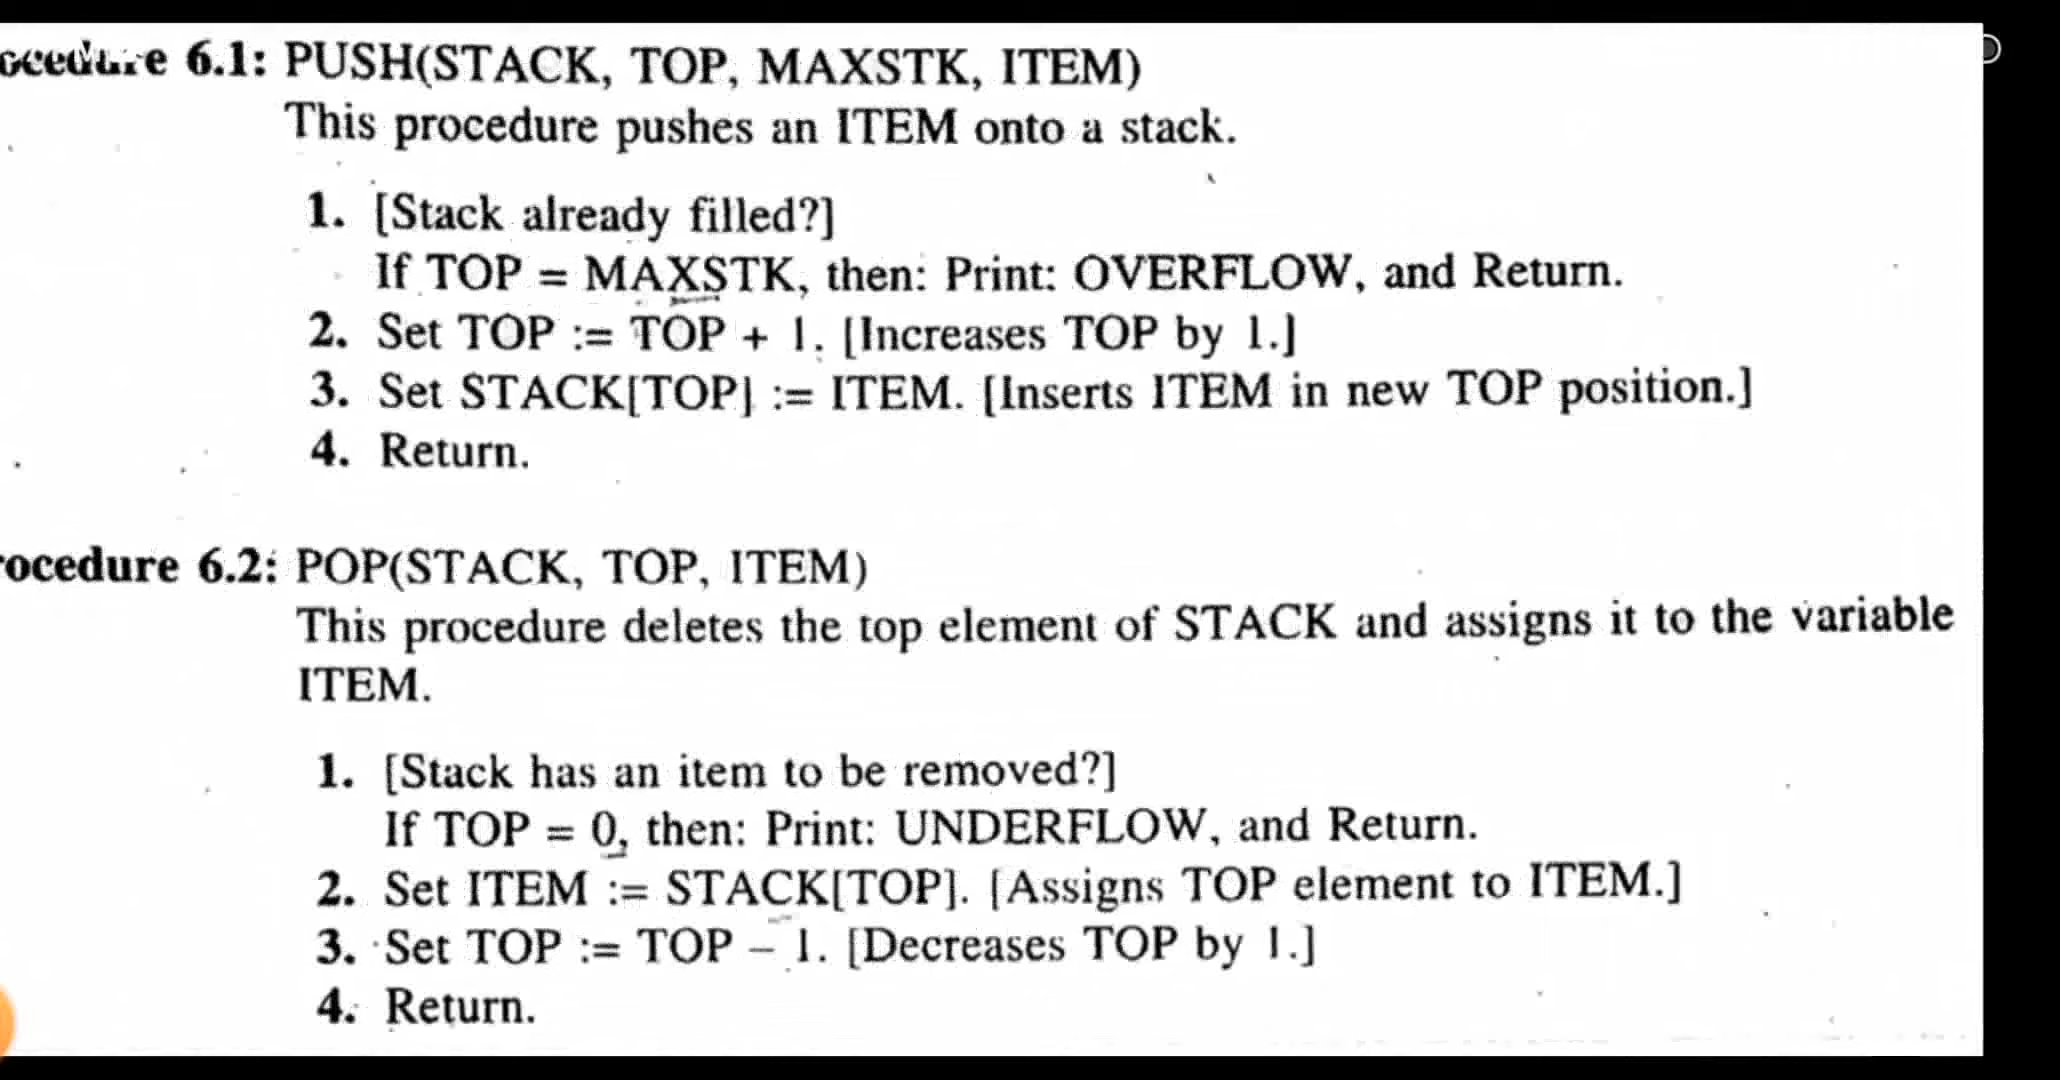 ocedure 6.1: PUSH(STACK, TOP, MAXSTK, ITEM)
This procedure pushes an ITEM onto a stack.
1. [Stack already filled?]
If TOP = MAXSTK, then: Print: OVERFLOW, and Return.
2. Set TOP := TOP + 1. [Increases TOP by 1.]
3. Set STACK[TOP] := ITEM. [Inserts ITEM in new TOP position.]
4. Return.
rocedure 6.2: POP(STACK, TOP, ITEM)
This procedure deletes the top element of STACK and assigns it to the variable
ITEM.
1. [Stack has an item to be removed?]
If TOP = 0, then: Print: UNDERFLOW, and Return.
2. Set ITEM := STACK[TOP]. [Assigns TOP element to ITEM.]
3. Set TOP := TOP - 1. [Decreases TOP by 1.]
4. Return.